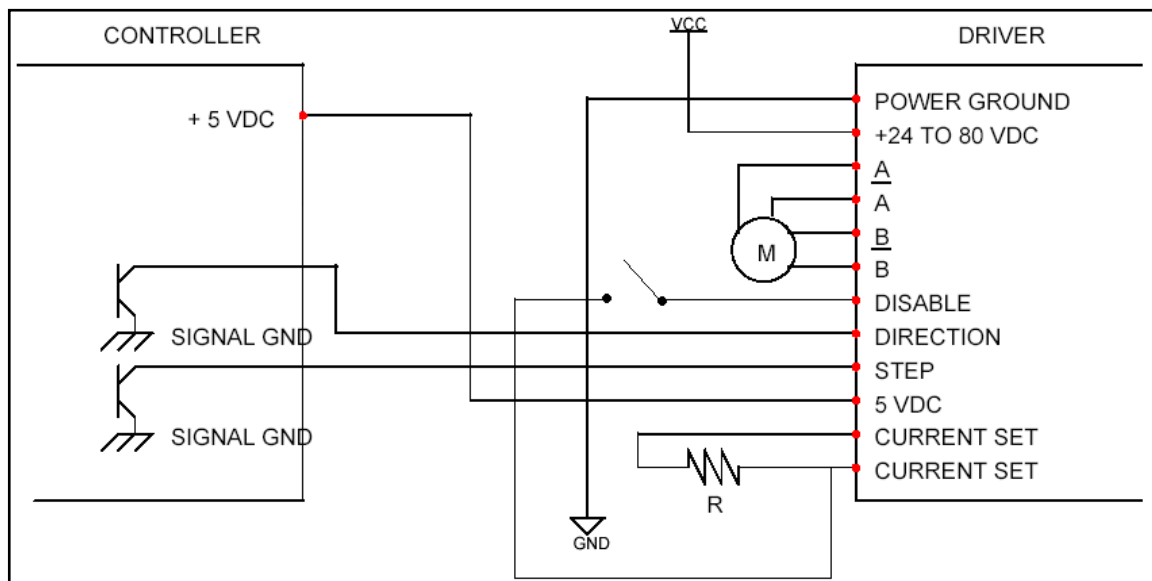 CONTROLLER
VCC
DRIVER
+ 5 VDC
POWER GROUND
+24 TO 80 VDC
A
A
B
B
M
DISABLE
SIGNAL GND
DIRECTION
STEP
5 VDC
SIGNAL GND
CURRENT SET
CURRENT SET
R
GND